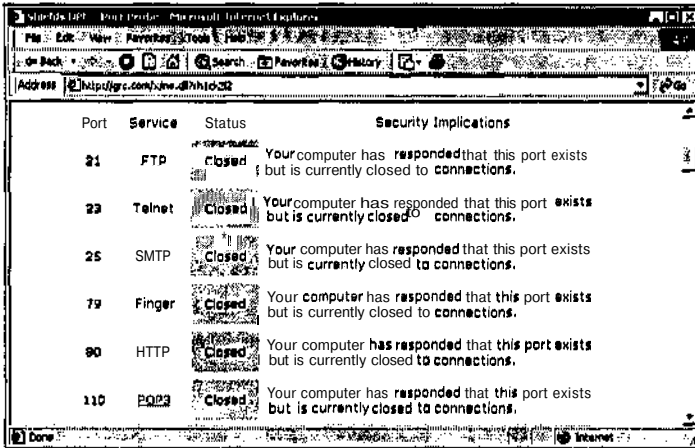 ShieldsUP! -- Port Probe - Microsoft Internet Explorer
File Edit View Favorites Tools Help
Back Search Favorites History
Address Go
Port Service Status Security Implications
21 FTP Closed Your computer has responded that this port exists
but is currently closed to connections.
23 Telnet Closed Your computer has responded that this port exists
but is currently closed to connections.
25 SMTP Closed Your computer has responded that this port exists
but is currently closed to connections.
79 Finger Closed Your computer has responded that this port exists
but is currently closed to connections.
80 HTTP Closed Your computer has responded that this port exists
but is currently closed to connections.
110 POP3 Closed Your computer has responded that this port exists
but is currently closed to connections.
Done Internet